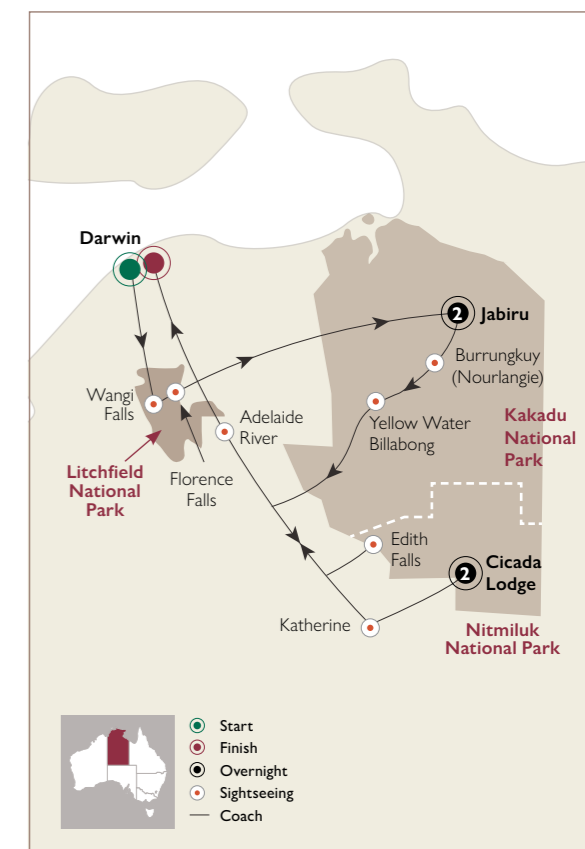 Darwin
2
Jabiru
Burrungkuy
(Nourlangie)
Wangi
Falls
Adelaide
River
Yellow Water
Billabong
Kakadu
National
Park
Litchfield
National
Park
Florence
Falls
Edith
Falls
2
Cicada
Lodge
Katherine
Nitmiluk
National Park
Start
Finish
Overnight
Sightseeing
Coach